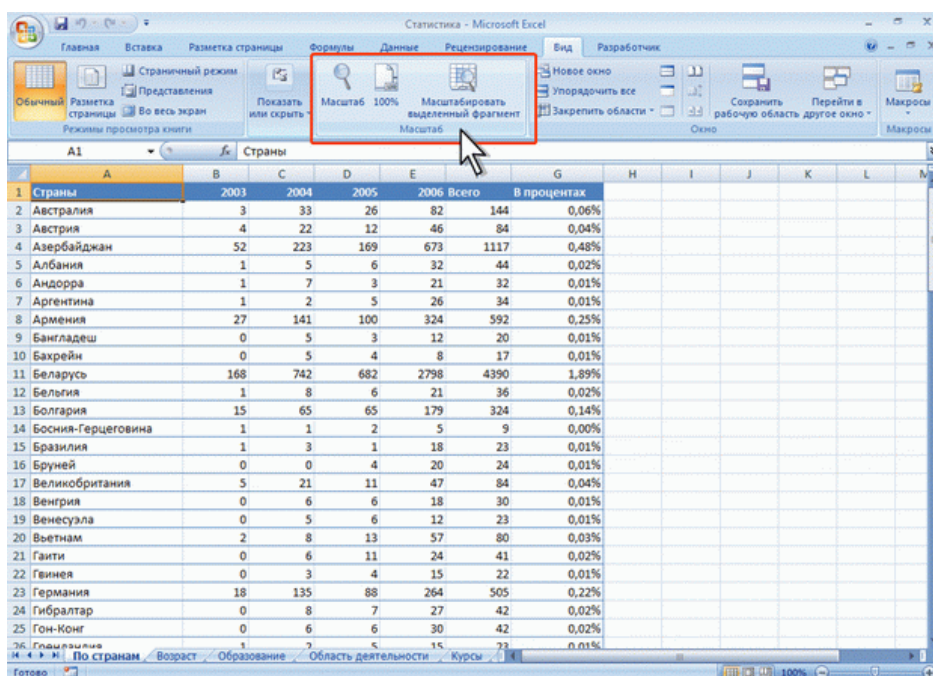 Статистика - Microsoft Excel
Главная Вставка Разметка страницы Формулы Данные Рецензирование Вид Разработчик
Обычный Разметка страницы Страничный режим Представления Во весь экран Показать или скрыть Масштаб 100% Масштабировать выделенный фрагмент Новое окно Упорядочить все Закрепить области Сохранить рабочую область Перейти в другое окно Макросы
Режимы просмотра книги Масштаб Окно Макросы
A1 fx Страны
A B C D E F G H I J K L M
1 Страны 2003 2004 2005 2006 Всего В процентах
2 Австралия 3 33 26 82 144 0,06%
3 Австрия 4 22 12 46 84 0,04%
4 Азербайджан 52 223 169 673 1117 0,48%
5 Албания 1 5 6 32 44 0,02%
6 Андорра 1 7 3 21 32 0,01%
7 Аргентина 1 2 5 26 34 0,01%
8 Армения 27 141 100 324 592 0,25%
9 Бангладеш 0 5 3 12 20 0,01%
10 Бахрейн 0 5 4 8 17 0,01%
11 Беларусь 168 742 682 2798 4390 1,89%
12 Бельгия 1 8 6 21 36 0,02%
13 Болгария 15 65 65 179 324 0,14%
14 Босния-Герцеговина 1 1 2 5 9 0,00%
15 Бразилия 1 3 1 18 23 0,01%
16 Бруней 0 0 4 20 24 0,01%
17 Великобритания 5 21 11 47 84 0,04%
18 Венгрия 0 6 6 18 30 0,01%
19 Венесуэла 0 5 6 12 23 0,01%
20 Вьетнам 2 8 13 57 80 0,03%
21 Гаити 0 6 11 24 41 0,02%
22 Гвинея 0 3 4 15 22 0,01%
23 Германия 18 135 88 264 505 0,22%
24 Гибралтар 0 8 7 27 42 0,02%
25 Гон-Конг 0 6 6 30 42 0,02%
26 Гренландия 1 7 5 15 23 0,01%
По странам Возраст Образование Область деятельности Курсы
Готово 100%